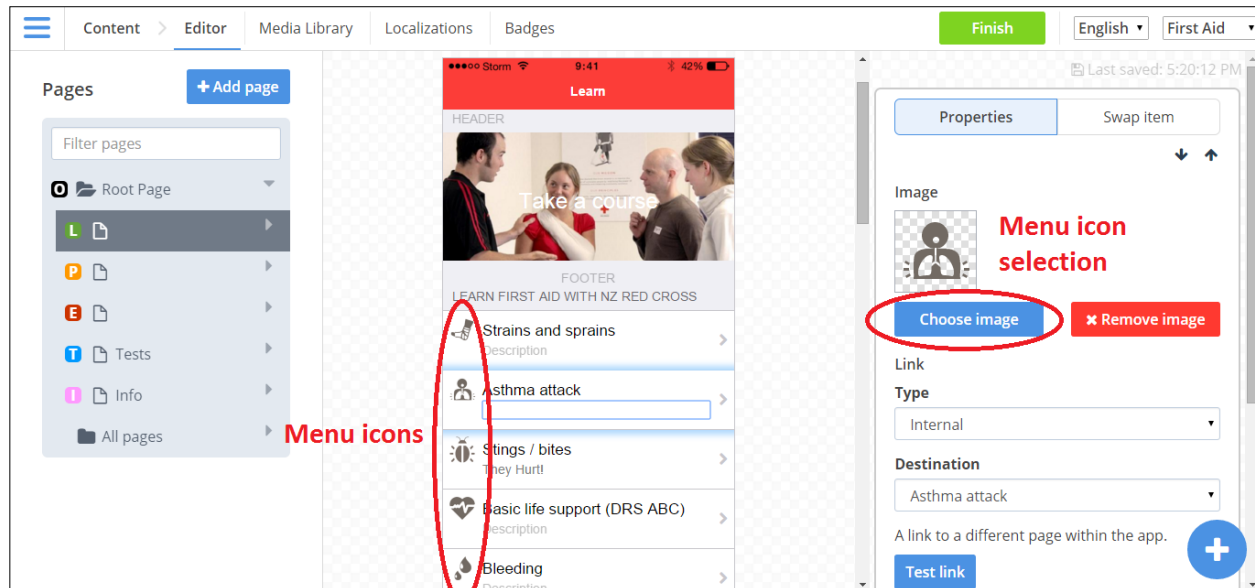 Content
Editor
Media Library
Localizations
Badges
Finish
English
First Aid
Pages
+ Add page
Filter pages
O Root Page
L
P
E
T Tests
I Info
All pages
Menu icons
Storm
9:41
42%
Learn
HEADER
Take a course
FOOTER
LEARN FIRST AID WITH NZ RED CROSS
Strains and sprains
Description
Asthma attack
Stings / bites
They Hurt!
Basic life support (DRS ABC)
Description
Bleeding
Description
Last saved: 5:20:12 PM
Properties
Swap item
Image
Menu icon
selection
Choose image
Remove image
Link
Type
Internal
Destination
Asthma attack
A link to a different page within the app.
Test link